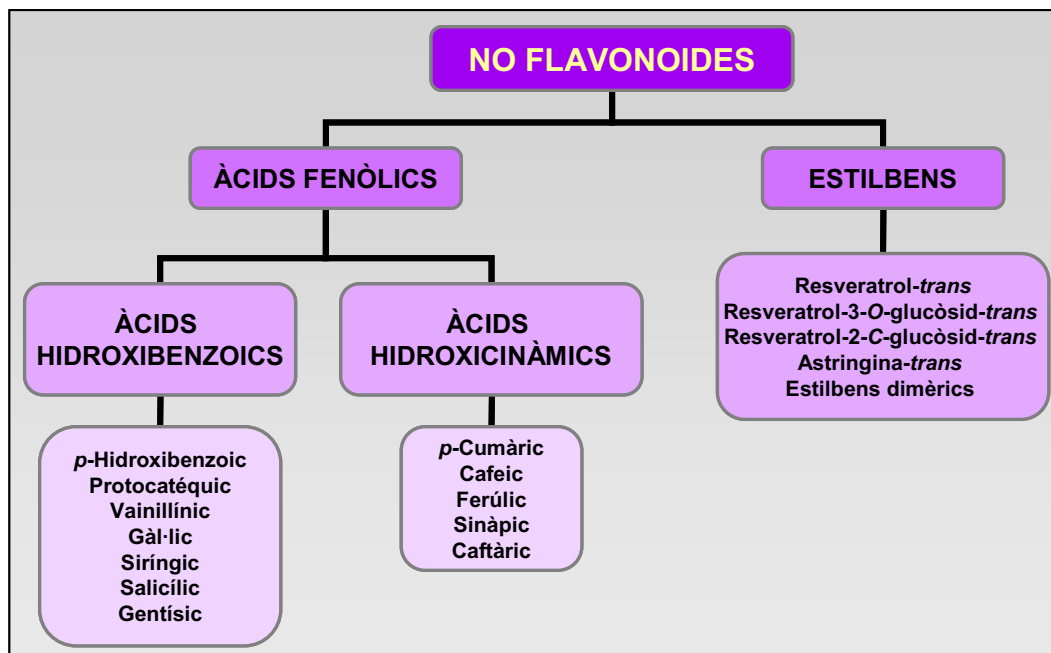 NO FLAVONOIDES
ÀCIDS FENÒLICS
ESTILBENS
ÀCIDS
HIDROXIBENZOICS
ÀCIDS
HIDROXICINÀMICS
Resveratrol-trans
Resveratrol-3-O-glucòsid-trans
Resveratrol-2-C-glucòsid-trans
Astringina-trans
Estilbens dimèrics
p-Hidroxibenzoic
Protocatéquic
Vainillínic
Gàl·lic
Siríngic
Salicílic
Gentísic
p-Cumàric
Cafeic
Ferúlic
Sinàpic
Caftàric